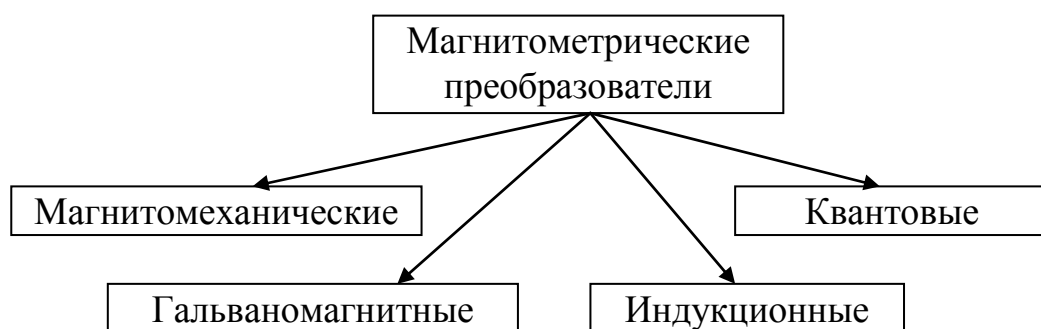 Магнитометрические
преобразователи
Магнитомеханические
Квантовые
Гальваномагнитные
Индукционные